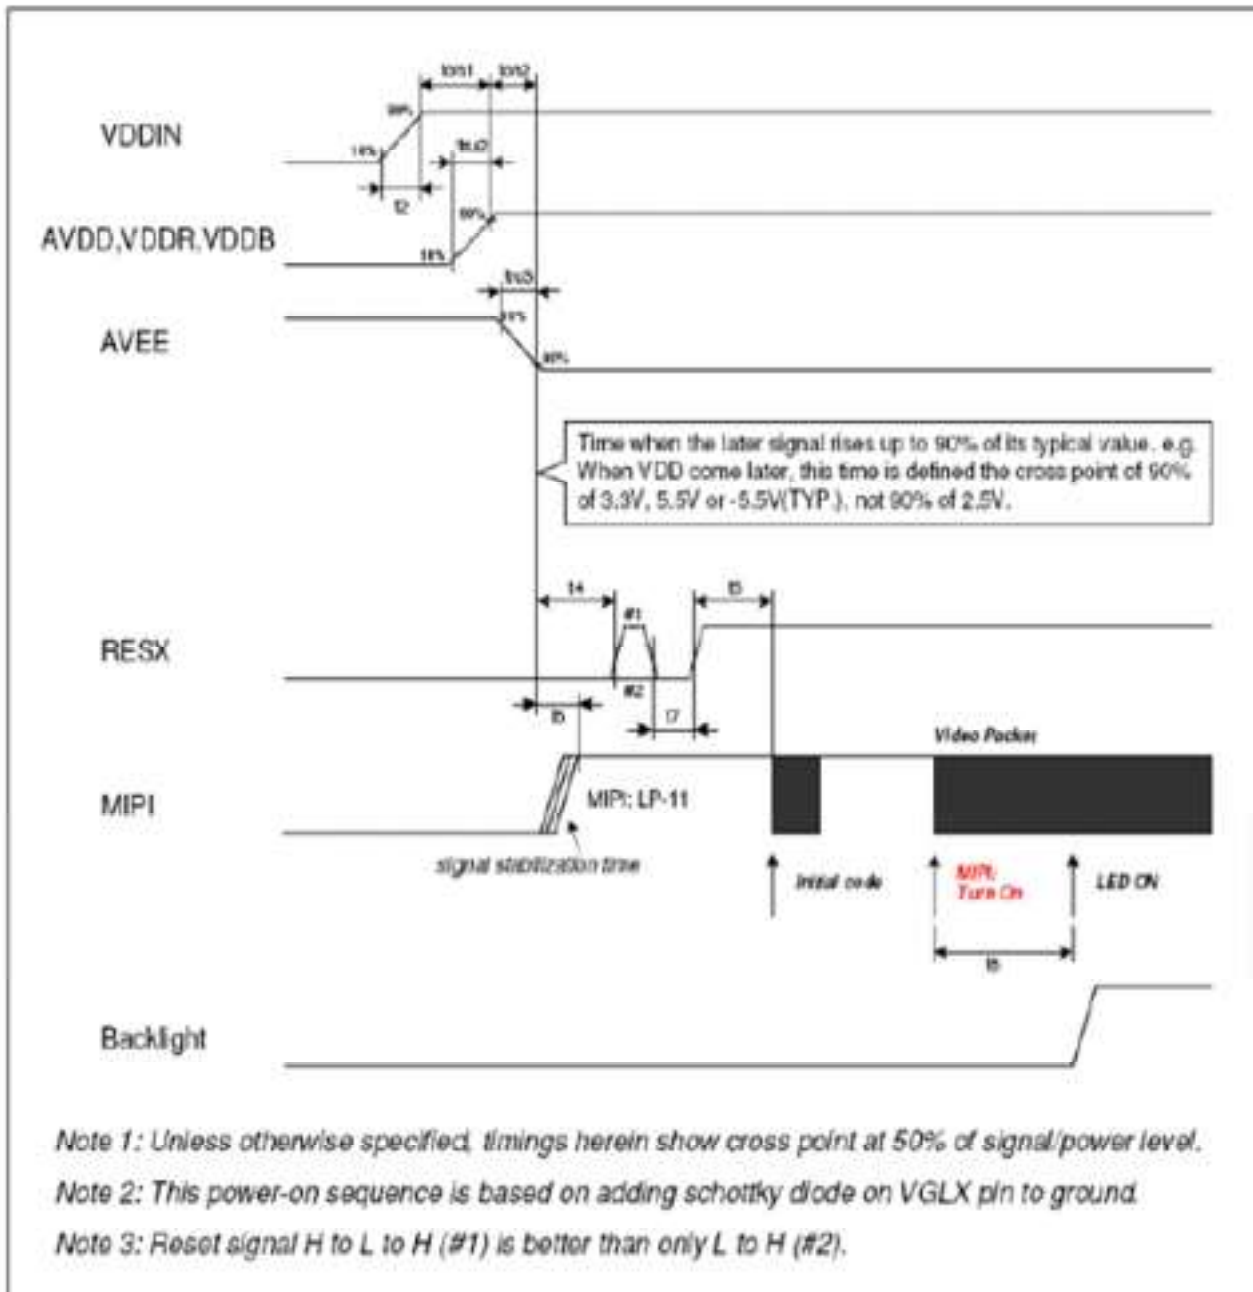 VDDIN
90%
10%
t2
AVDD,VDDR,VDDB
90%
10%
AVEE
90%
Time when the later signal rises up to 90% of its typical value. e.g.
When VDD come later, this time is defined the cross point of 90%
of 3.3V, 5.5V or -5.5V(TYP.), not 90% of 2.5V.
t4
#1
RESX
#2
t7
Video Packet
MIPI
MIPI: LP-11
signal stabilization time
Initial code
MIPI:
Turn On
LED ON
Backlight
Note 1: Unless otherwise specified, timings herein show cross point at 50% of signal/power level.
Note 2: This power-on sequence is based on adding schottky diode on VGLX pin to ground.
Note 3: Reset signal H to L to H (#1) is better than only L to H (#2).